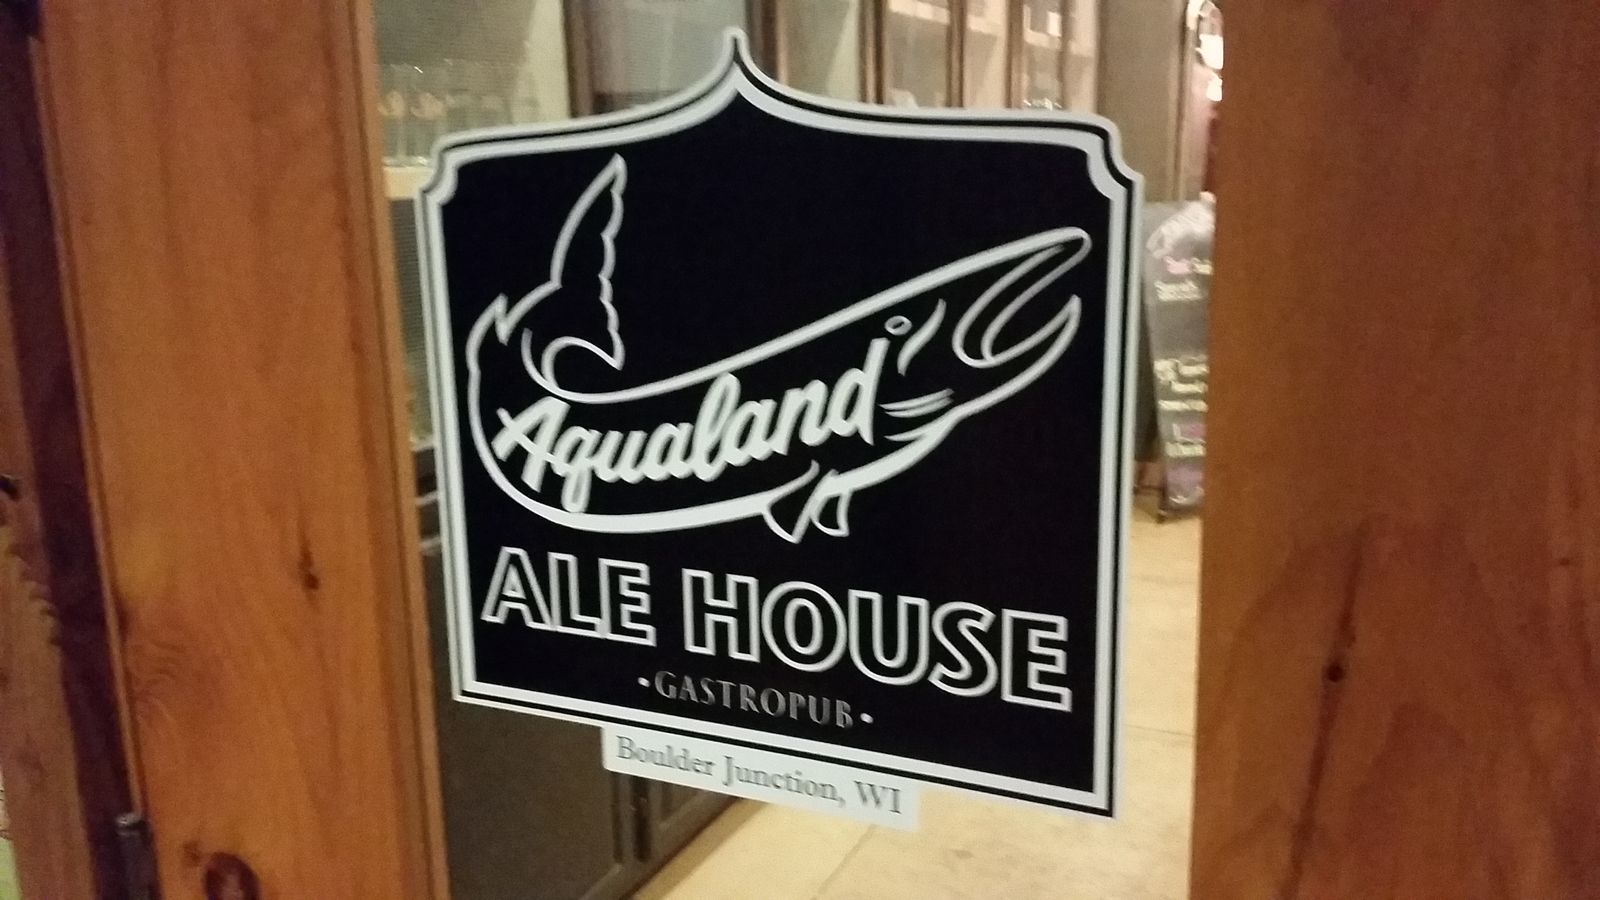 Aqualand
ALE HOUSE
•GASTROPUB•
Boulder Junction, WI